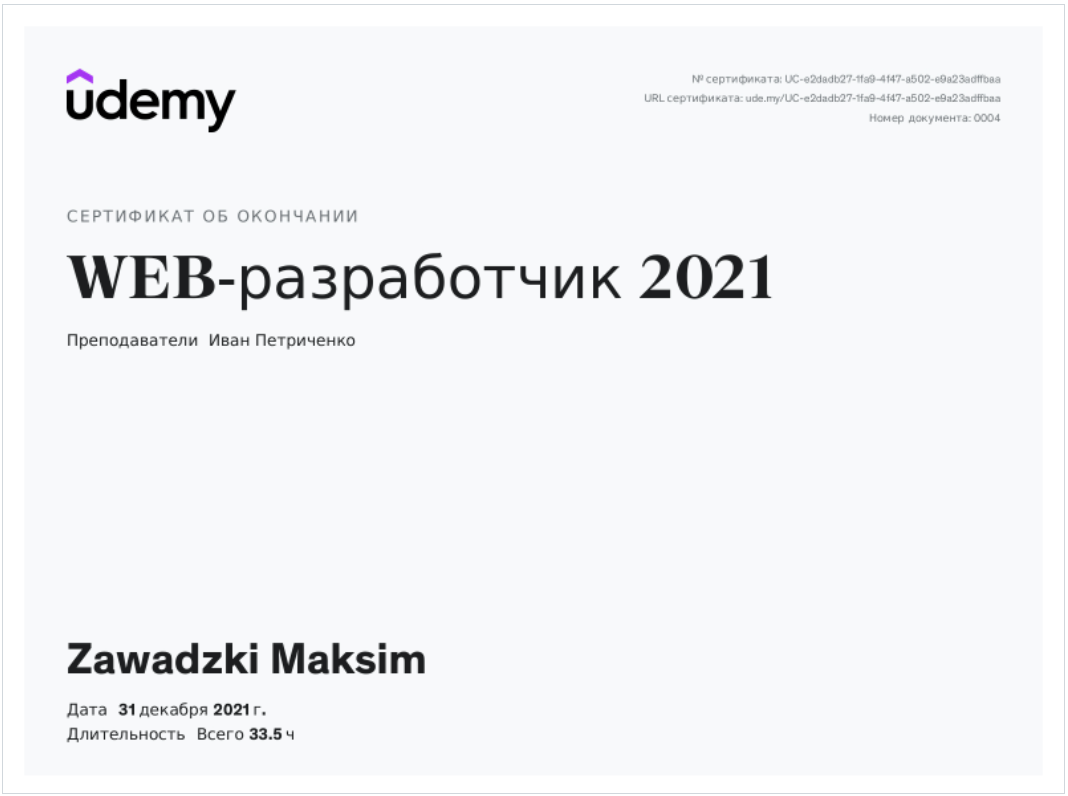 udemy
№ сертификата: UC-e2dadb27-1fa9-4f47-a502-e9a23adffbaa
URL сертификата: ude.my/UC-e2dadb27-1fa9-4f47-a502-e9a23adffbaa
Номер документа: 0004
СЕРТИФИКАТ ОБ ОКОНЧАНИИ
WEB-разработчик 2021
Преподаватели Иван Петриченко
Zawadzki Maksim
Дата 31 декабря 2021 г.
Длительность Всего 33.5 ч